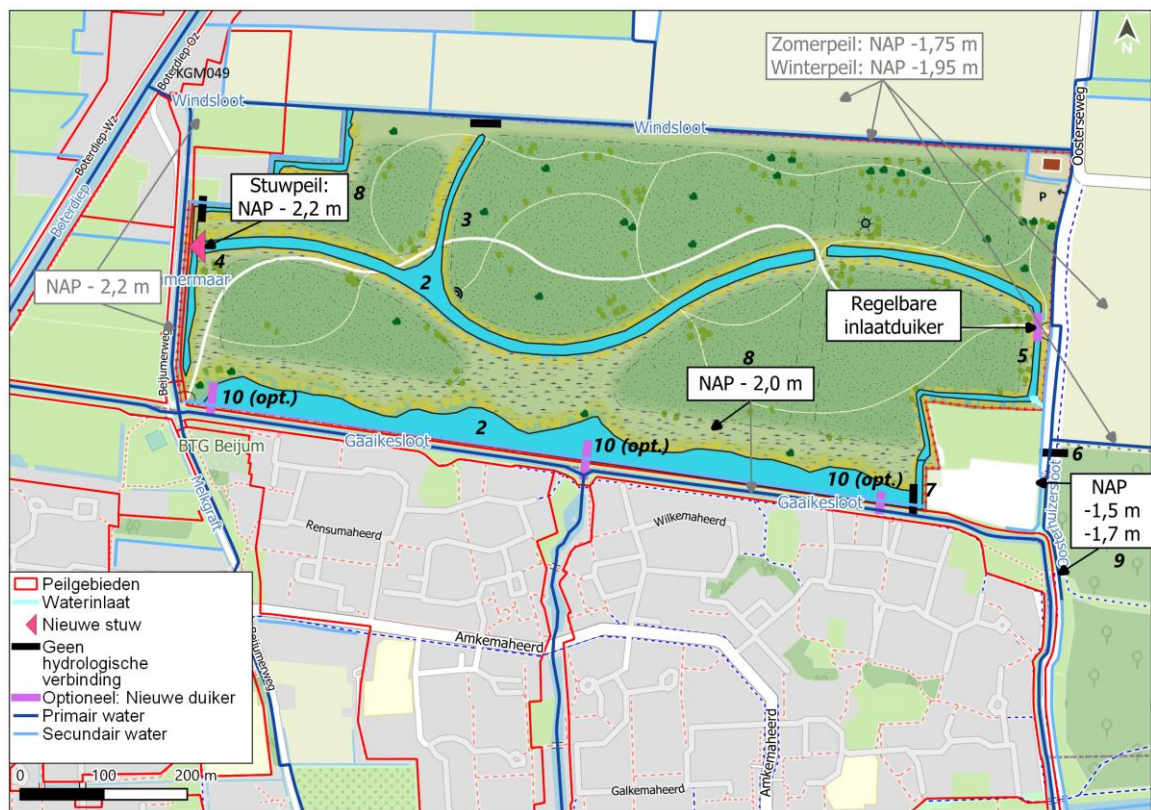 Boterdiep-Oz
KGM049
Windsloot
Boterdiep-Wz
Boterdiep
Zomerpeil: NAP -1,75 m
Winterpeil: NAP -1,95 m
N
Windsloot
Oosterseweg
P
8
Stuwpeil:
NAP - 2,2 m
3
4
NAP - 2,2 m
mermaar
2
Regelbare
inlaatduiker
5
Beijumerweg
8
NAP - 2,0 m
10 (opt.)
2
10 (opt.)
10 (opt.)
7
6
BTG Beijum
Gaaikesloot
Gaaikesloot
Oosterhuizersloot
NAP
-1,5 m
-1,7 m
9
Melkgraft
Rensumaheerd
Wilkemaheerd
Amkemaheerd
Amkemaheerd
Galkemaheerd
Beijumerweg
Peilgebieden
Waterinlaat
Nieuwe stuw
Geen
hydrologische
verbinding
Optioneel: Nieuwe duiker
Primair water
Secundair water
0 100 200 m